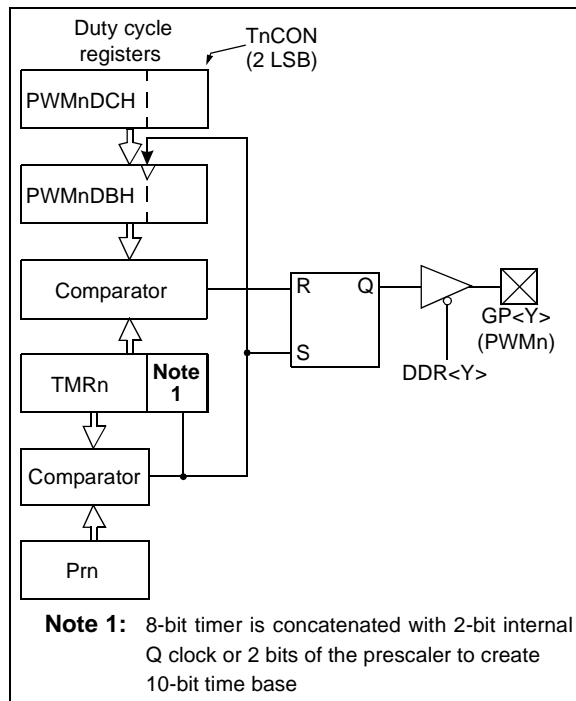 Duty cycle
registers
TnCON
(2 LSB)
PWMnDCH
PWMnDBH
Comparator
R
Q
GP<Y>
(PWMn)
S
DDR<Y>
TMRn
Note
1
Comparator
Prn
Note 1: 8-bit timer is concatenated with 2-bit internal
Q clock or 2 bits of the prescaler to create
10-bit time base